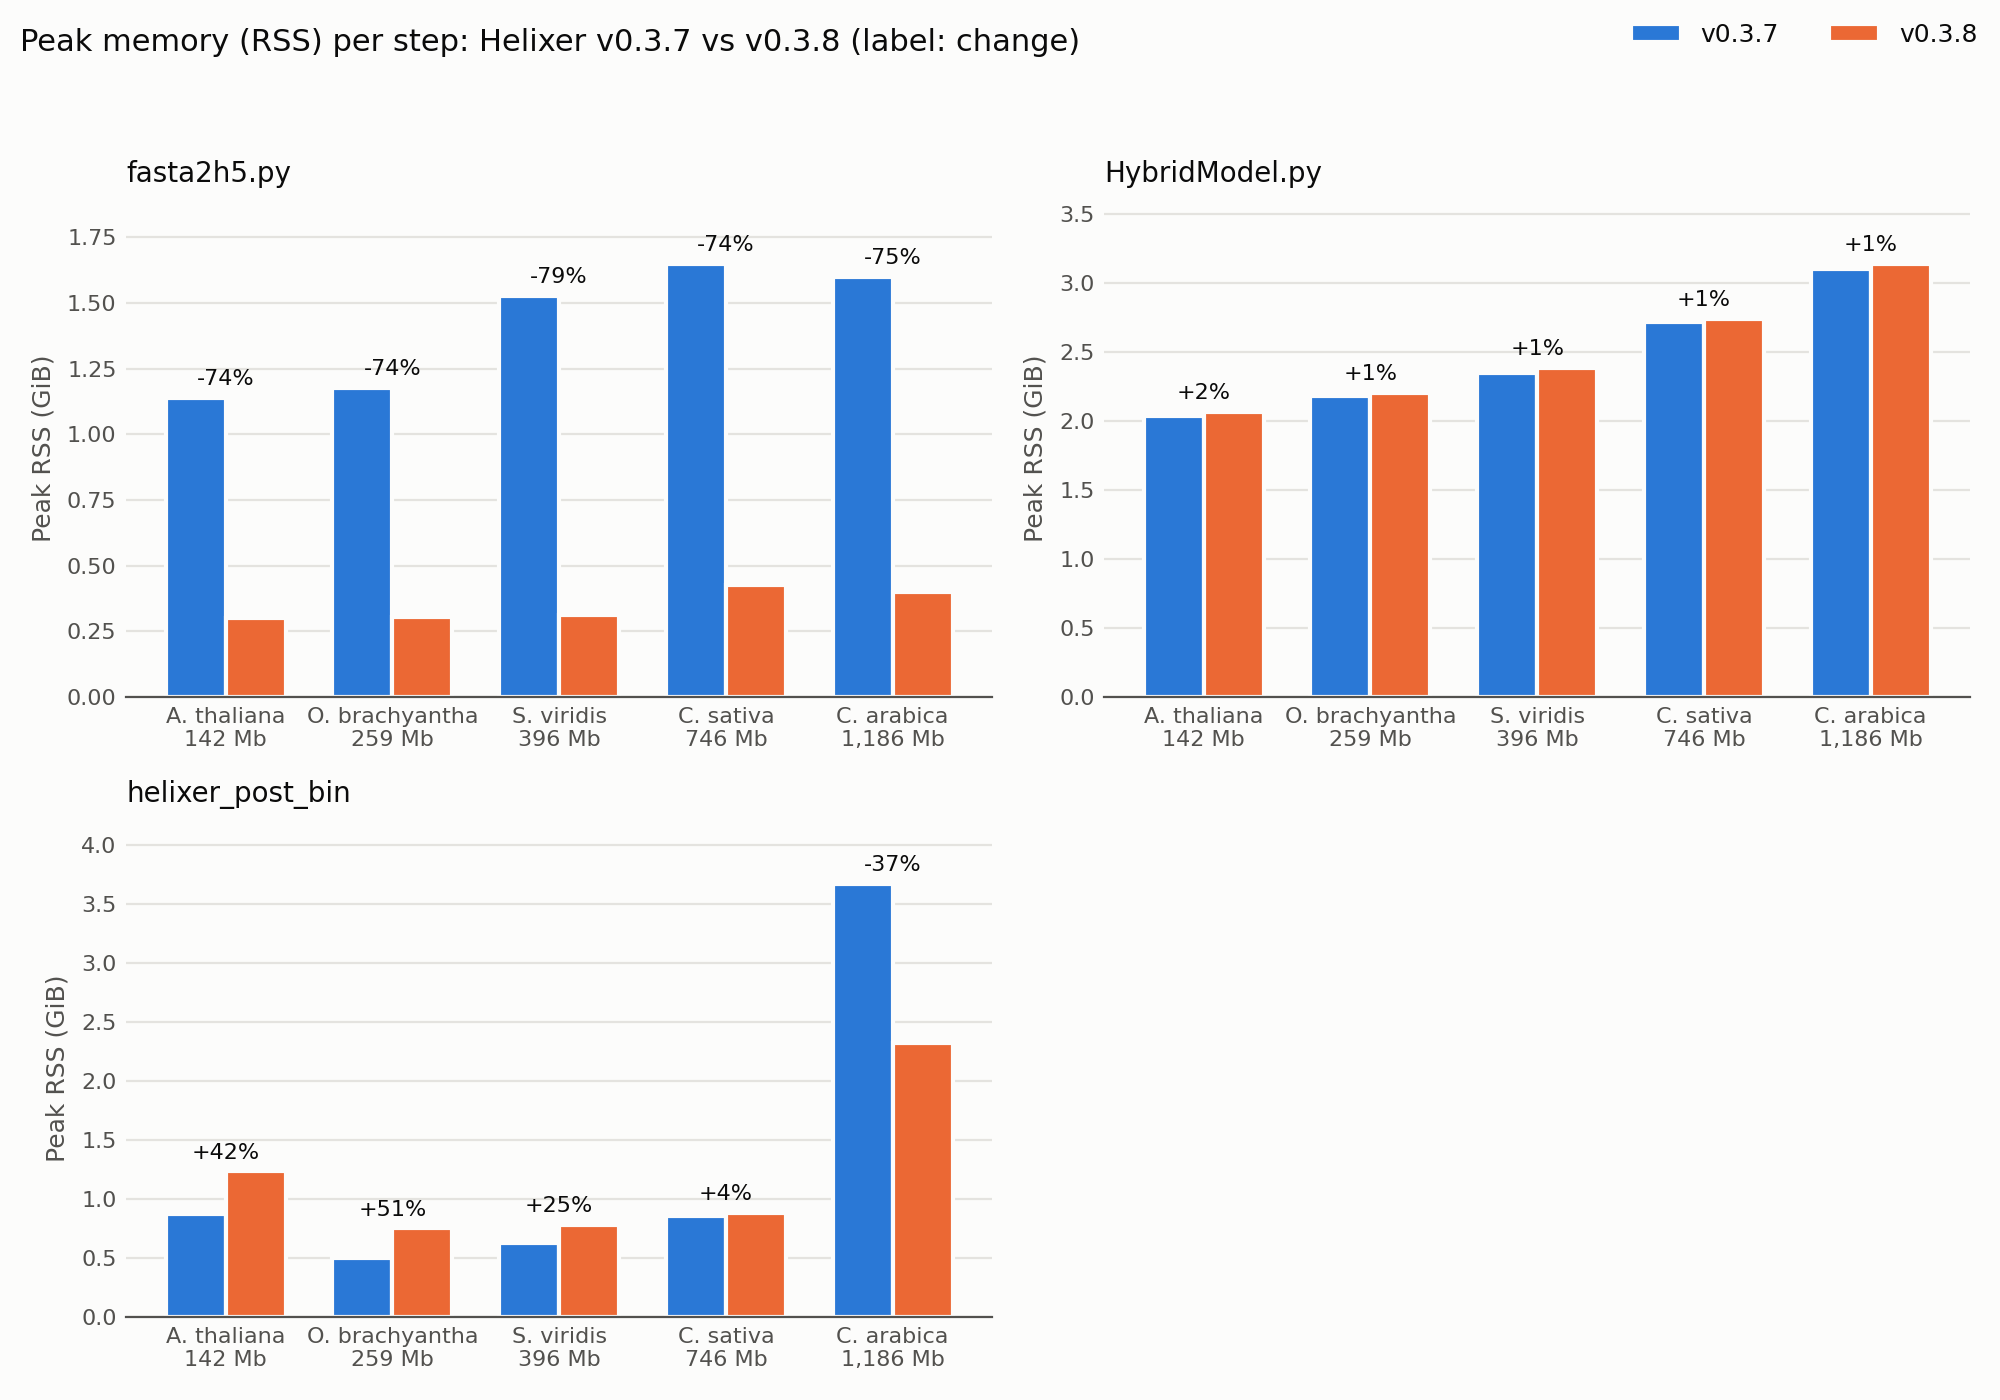 Peak memory (RSS) per step: Helixer v0.3.7 vs v0.3.8 (label: change)
v0.3.7
v0.3.8
fasta2h5.py
Peak RSS (GiB)
1.75
1.50
1.25
1.00
0.75
0.50
0.25
0.00
-74%
-74%
-79%
-74%
-75%
A. thaliana
142 Mb
O. brachyantha
259 Mb
S. viridis
396 Mb
C. sativa
746 Mb
C. arabica
1,186 Mb
HybridModel.py
Peak RSS (GiB)
3.5
3.0
2.5
2.0
1.5
1.0
0.5
0.0
+2%
+1%
+1%
+1%
+1%
A. thaliana
142 Mb
O. brachyantha
259 Mb
S. viridis
396 Mb
C. sativa
746 Mb
C. arabica
1,186 Mb
helixer_post_bin
Peak RSS (GiB)
4.0
3.5
3.0
2.5
2.0
1.5
1.0
0.5
0.0
+42%
+51%
+25%
+4%
-37%
A. thaliana
142 Mb
O. brachyantha
259 Mb
S. viridis
396 Mb
C. sativa
746 Mb
C. arabica
1,186 Mb